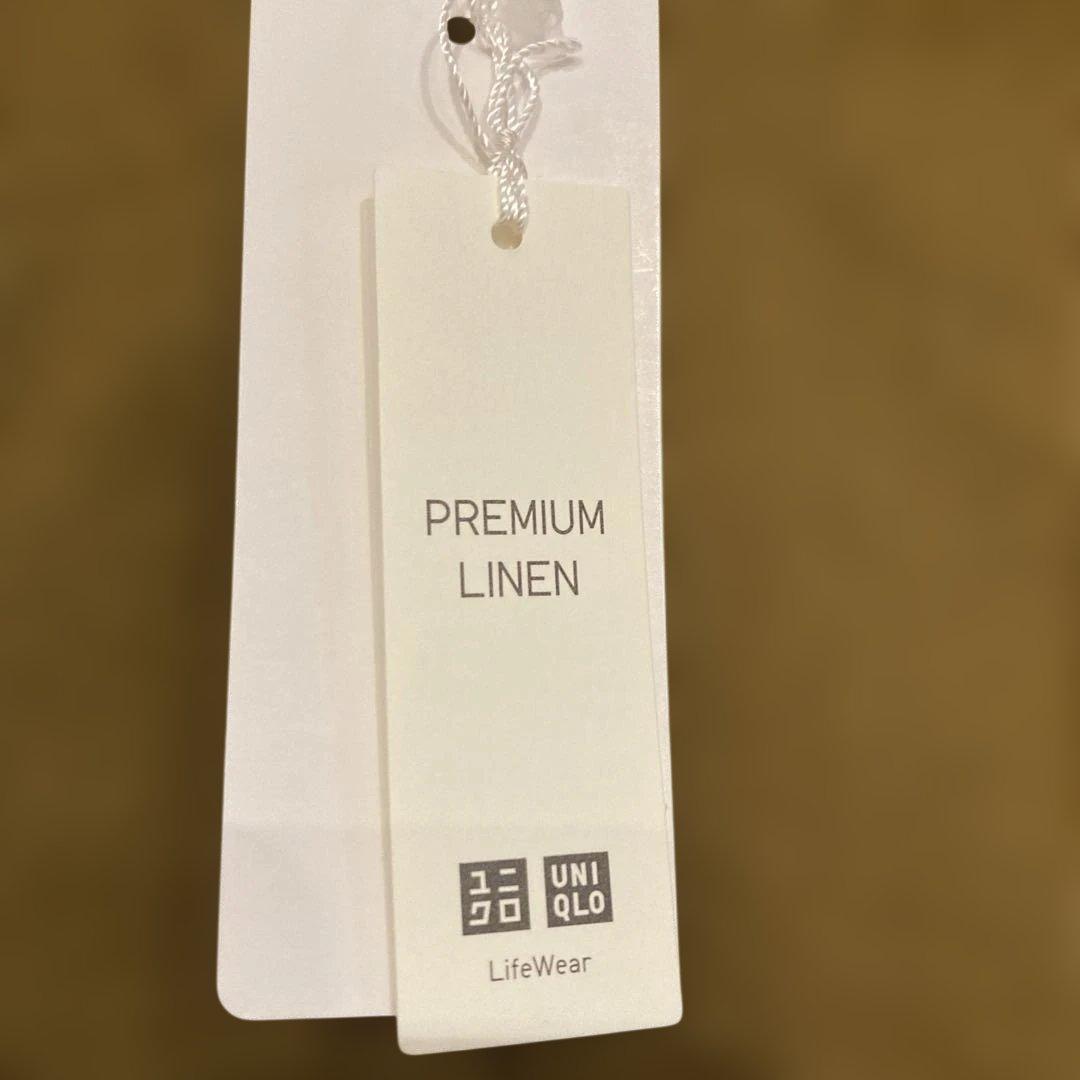 PREMIUM
LINEN
ユニ
クロ
UNI
QLO
LifeWear